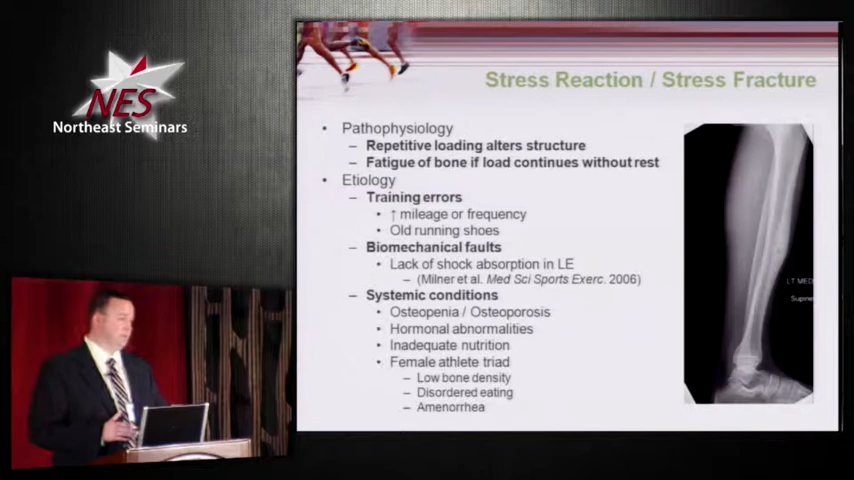 NES
Northeast Seminars
Stress Reaction / Stress Fracture
• Pathophysiology
– Repetitive loading alters structure
– Fatigue of bone if load continues without rest
• Etiology
– Training errors
• ↑ mileage or frequency
• Old running shoes
– Biomechanical faults
• Lack of shock absorption in LE
– (Milner et al. Med Sci Sports Exerc. 2006)
– Systemic conditions
• Osteopenia / Osteoporosis
• Hormonal abnormalities
• Inadequate nutrition
• Female athlete triad
– Low bone density
– Disordered eating
– Amenorrhea
LT MED
Supine